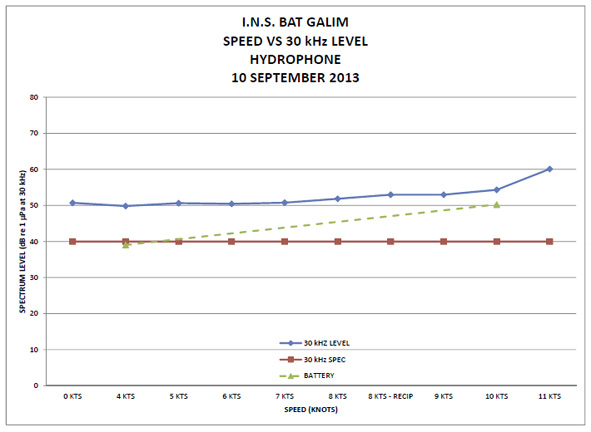 I.N.S. BAT GALIM
SPEED VS 30 kHz LEVEL
HYDROPHONE
10 SEPTEMBER 2013
SPECTRUM LEVEL (dB re 1 µPa at 30 kHz)
80
70
60
50
40
30
20
10
0
30 kHZ LEVEL
30 kHz SPEC
BATTERY
0 KTS 4 KTS 5 KTS 6 KTS 7 KTS 8 KTS 8 KTS - RECIP 9 KTS 10 KTS 11 KTS
SPEED (KNOTS)